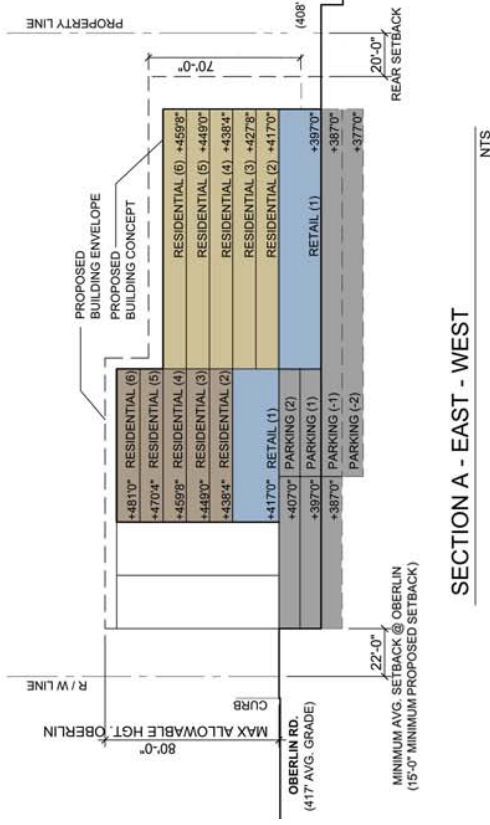 PROPERTY LINE
(408'
70'-0"
20'-0"
REAR SETBACK
PROPOSED
BUILDING ENVELOPE
PROPOSED
BUILDING CONCEPT
RESIDENTIAL (6) +459'8"
RESIDENTIAL (5) +449'0"
RESIDENTIAL (4) +438'4"
RESIDENTIAL (3) +427'8"
RESIDENTIAL (2) +417'0"
RETAIL (1) +397'0"
+387'0"
+377'0"
+481'0" RESIDENTIAL (6)
+470'4" RESIDENTIAL (5)
+459'8" RESIDENTIAL (4)
+449'0" RESIDENTIAL (3)
+438'4" RESIDENTIAL (2)
+417'0" RETAIL (1)
+407'0" PARKING (2)
+397'0" PARKING (1)
+387'0" PARKING (-1)
PARKING (-2)
R / W LINE
CURB
MAX ALLOWABLE HGT. OBERLIN
80'-0"
OBERLIN RD.
(417' AVG. GRADE)
22'-0"
MINIMUM AVG. SETBACK @ OBERLIN
(15'-0" MINIMUM PROPOSED SETBACK)
SECTION A - EAST - WEST
NTS